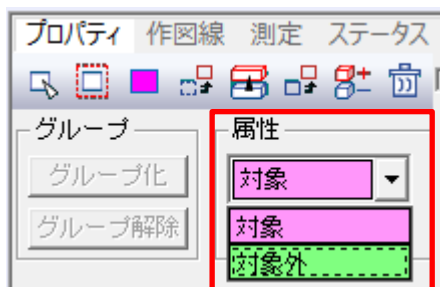 プロパティ 作図線 測定 ステータス
グループ 属性
グループ化 対象
グループ解除 対象
対象外